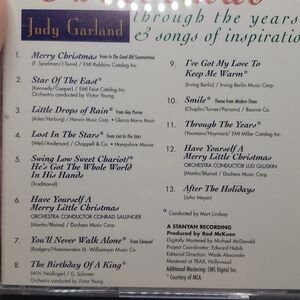 Judy Garland
through the years
& songs of inspiratio
1. Merry Christmas from In The Good Old Summertime
(F. Spielman/J.Torre) / EMI Robbins Catalog Inc.
2. Star Of The East°
(Kennedy/Cooper) / EMI Feist Catalog Inc.
Orchestra conducted by Victor Young
3. Little Drops of Rain* from Gay Purree
(Arlen/Harburg) / Harwin Music Corp. / Glocca Morra Music
4. Lost In The Stars* from Lost In The Stars
(Weil/Anderson) / Chappell & Co. / Hampshire House
5. Swing Low Sweet Chariot!*
He's Got The Whole World
In His Hands
(Traditional)
6. Have Yourself A
Merry Little Christmas
ORCHESTRA CONDUCTOR CONRAD SALLINGER
(Martin/Blaine) / Duchess Music Corp.
7. You'll Never Walk Alone* from Carousel
(Rodgers/Hammerstein II) / Williamson Music Co.
8. The Birthday Of A King°
(W.H. Neidlinger) / G. Schirmer
Orchestra conducted by Victor Young
9. I've Got My Love To
Keep Me Warm*
(Irving Berlin) / Irving Berlin Music Corp.
10. Smile* Theme from Modern Times
(Chaplin/Turner/Parsons) / Bourne Co.
11. Through The Years*
(Youmans/Heyman) / EMI Miller Catalog Inc.
12. Have Yourself A
Merry Little Christmas
ORCHESTRA CONDUCTOR LUD GLUSKIN
(Martin/Blaine) / Duchess Music Corp.
13. After The Holidays
(John Meyer)
* Conducted by Mort Lindsey
A STANYAN RECORDING
Produced by Rod McKuen
Digitally Mastered by Michael McDonald
Project Coordinator: Edward Habib
Editorial Direction: Wade Alexander
Mastered at TRAX, Hollywood
Additional Mastering: OMS Digital Inc.
° Courtesy of MCA